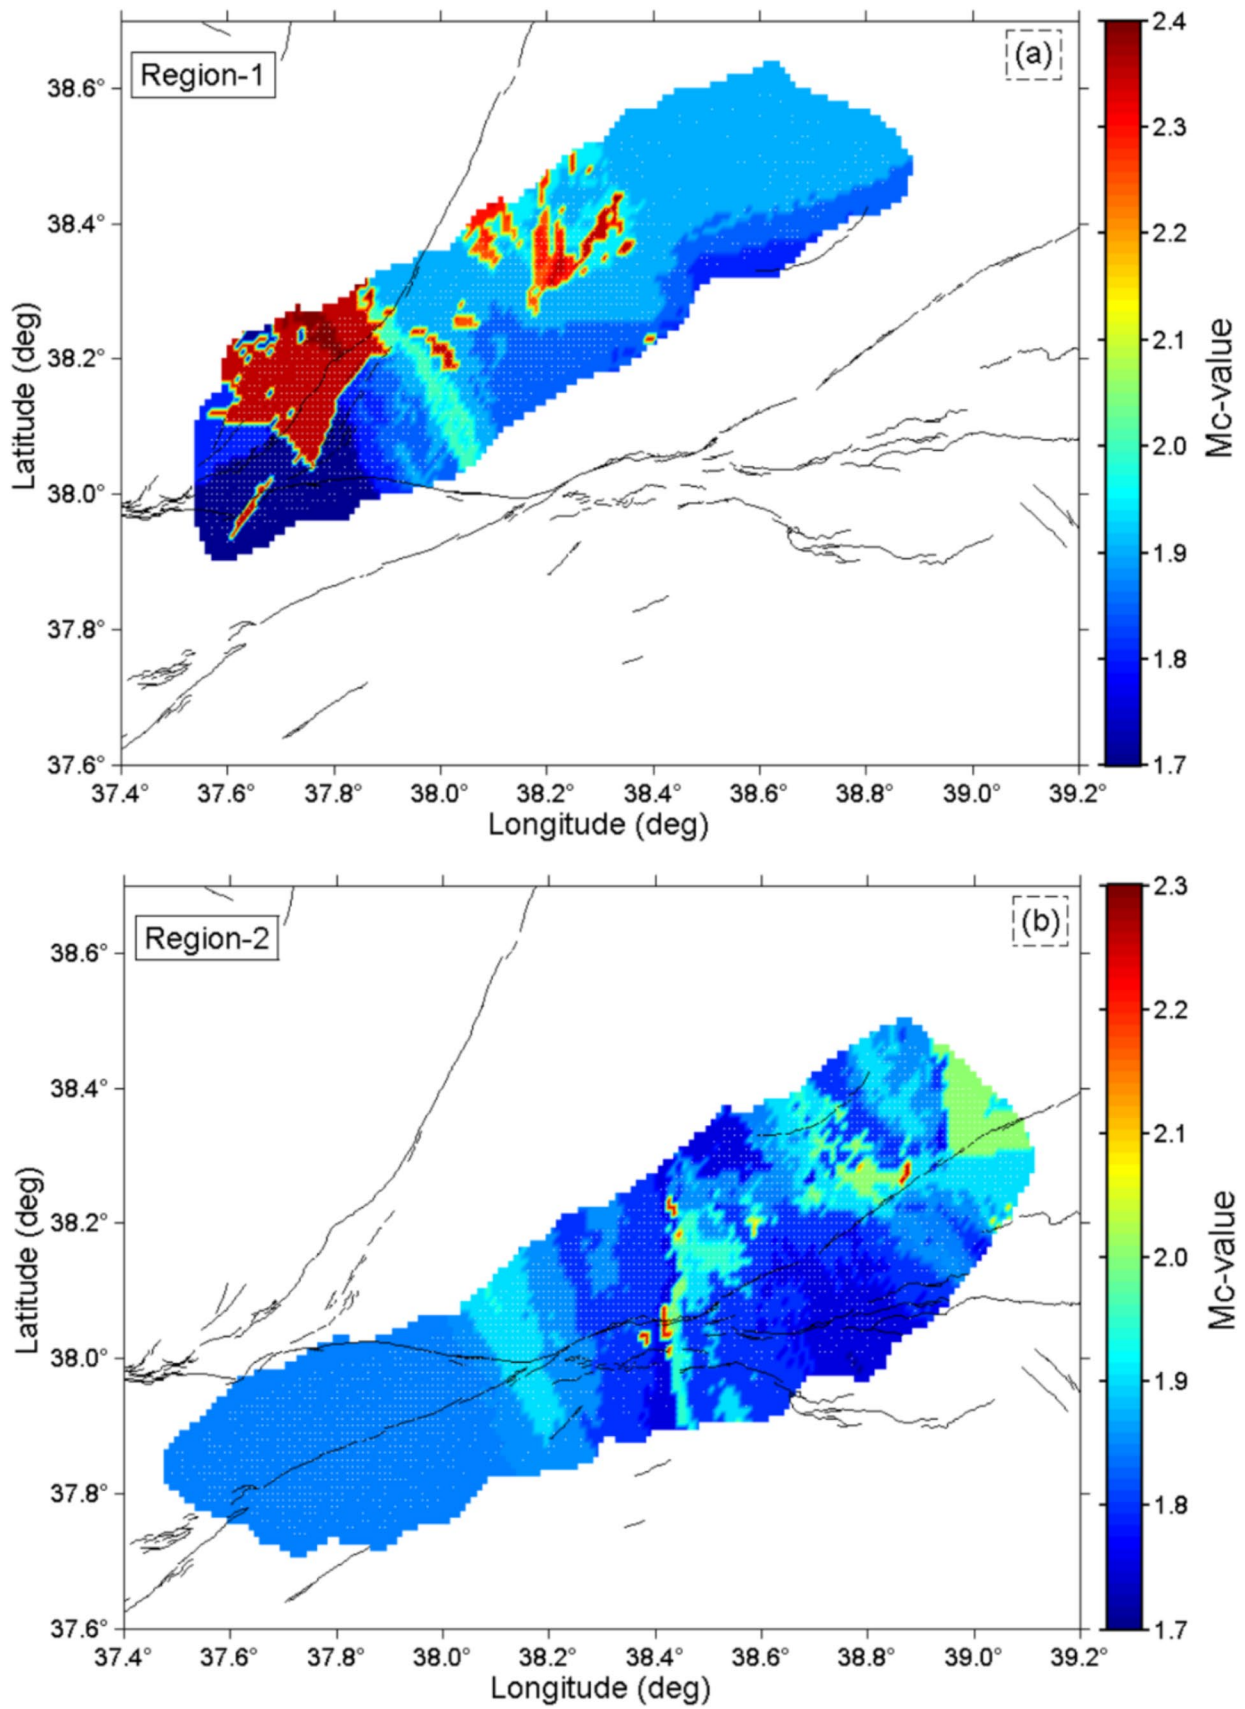 Region-1
(a)
38.6°
38.4°
38.2°
38.0°
37.8°
37.6°
Latitude (deg)
37.4° 37.6° 37.8° 38.0° 38.2° 38.4° 38.6° 38.8° 39.0° 39.2°
Longitude (deg)
2.4
2.3
2.2
2.1
2.0
1.9
1.8
1.7
Mc-value
Region-2
(b)
38.6°
38.4°
38.2°
38.0°
37.8°
37.6°
Latitude (deg)
37.4° 37.6° 37.8° 38.0° 38.2° 38.4° 38.6° 38.8° 39.0° 39.2°
Longitude (deg)
2.3
2.2
2.1
2.0
1.9
1.8
1.7
Mc-value